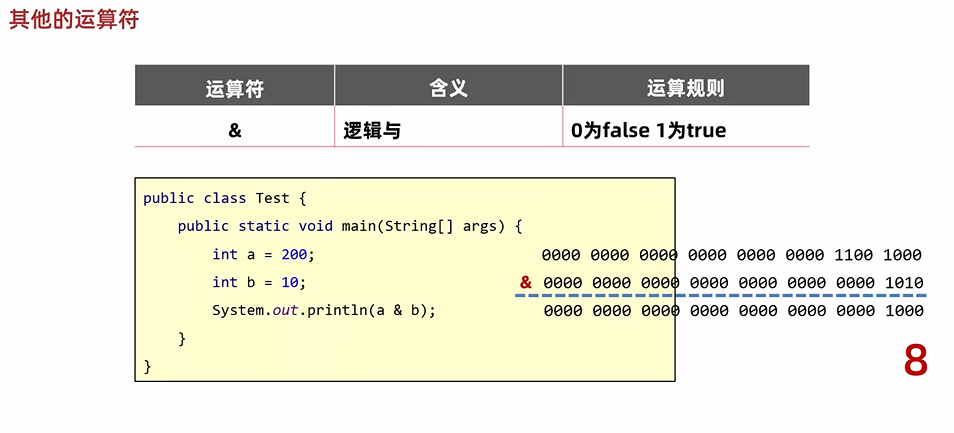 其他的运算符
运算符 含义 运算规则
& 逻辑与 0为false 1为true
public class Test {
public static void main(String[] args) {
int a = 200;
int b = 10;
System.out.println(a & b);
}
}
0000 0000 0000 0000 0000 0000 1100 1000
& 0000 0000 0000 0000 0000 0000 0000 1010
0000 0000 0000 0000 0000 0000 0000 1000
8